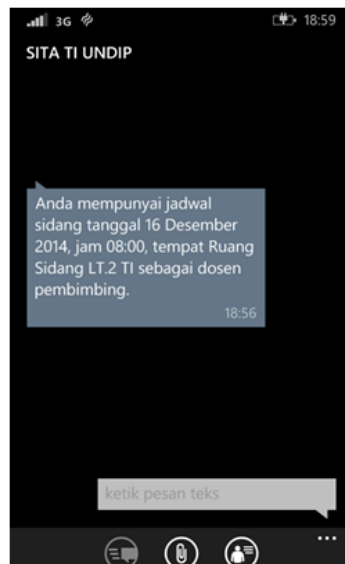 3G 18:59
SITA TI UNDIP
Anda mempunyai jadwal
sidang tanggal 16 Desember
2014, jam 08:00, tempat Ruang
Sidang LT.2 TI sebagai dosen
pembimbing.
18:56
ketik pesan teks